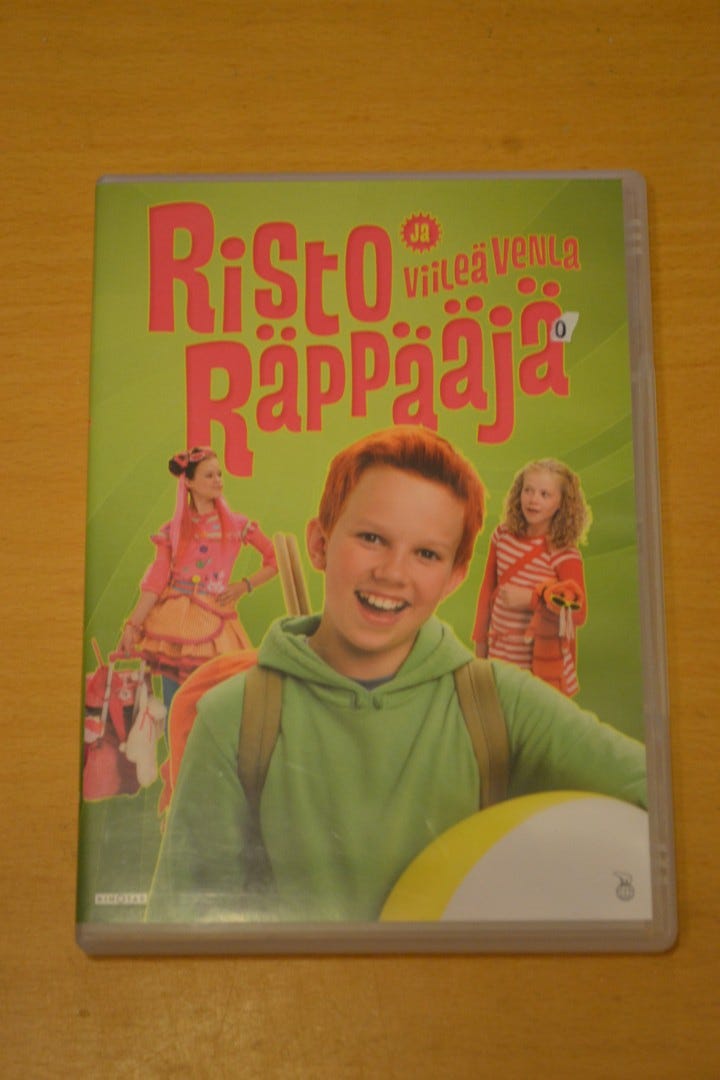 Risto
ja
Viileä Venla
Räppääjä
0